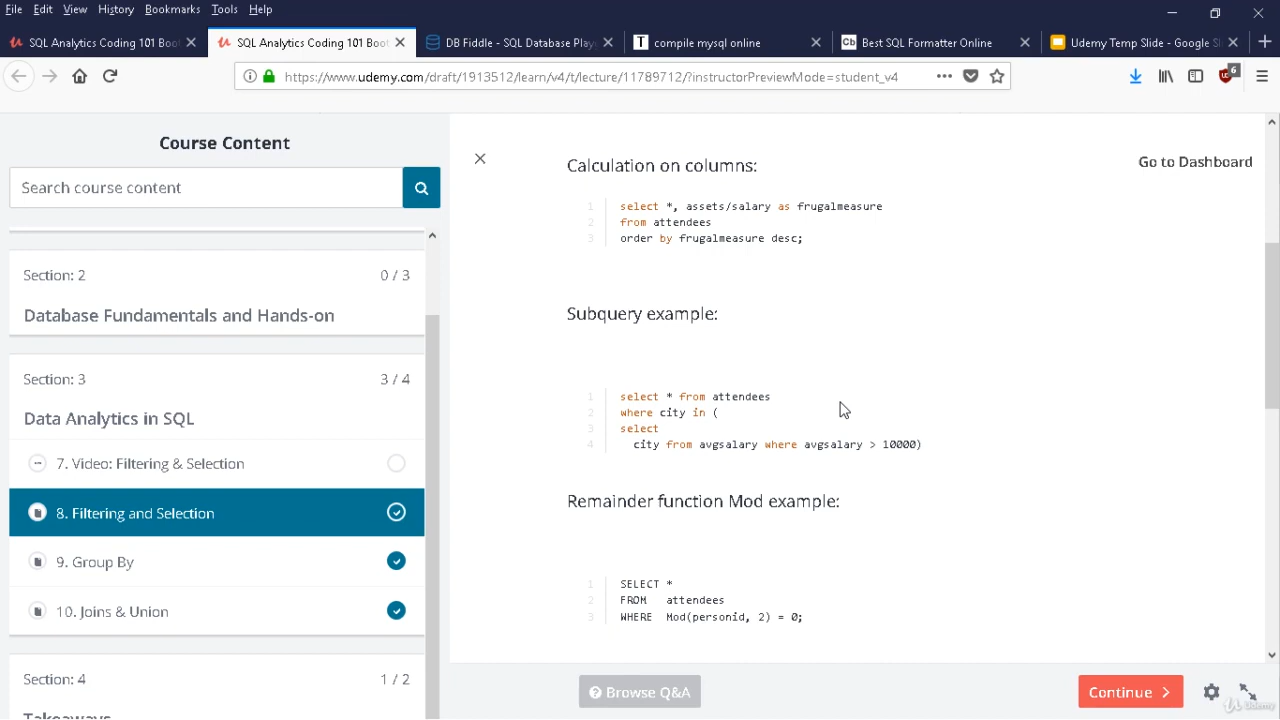 File Edit View History Bookmarks Tools Help
SQL Analytics Coding 101 Boot
SQL Analytics Coding 101 Boot
DB Fiddle - SQL Database Play
compile mysql online
Cb Best SQL Formatter Online
Udemy Temp Slide - Google S
https://www.udemy.com/draft/1913512/learn/v4/t/lecture/11789712/?instructorPreviewMode=student_v4
6
Course Content
Search course content
Section: 2 0 / 3
Database Fundamentals and Hands-on
Section: 3 3 / 4
Data Analytics in SQL
7. Video: Filtering & Selection
8. Filtering and Selection
9. Group By
10. Joins & Union
Section: 4 1 / 2
Takeaways
Go to Dashboard
Calculation on columns:
1 select *, assets/salary as frugalmeasure
2 from attendees
3 order by frugalmeasure desc;
Subquery example:
1 select * from attendees
2 where city in (
3 select
4 city from avgsalary where avgsalary > 10000)
Remainder function Mod example:
1 SELECT *
2 FROM attendees
3 WHERE Mod(personid, 2) = 0;
? Browse Q&A
Continue
Udemy